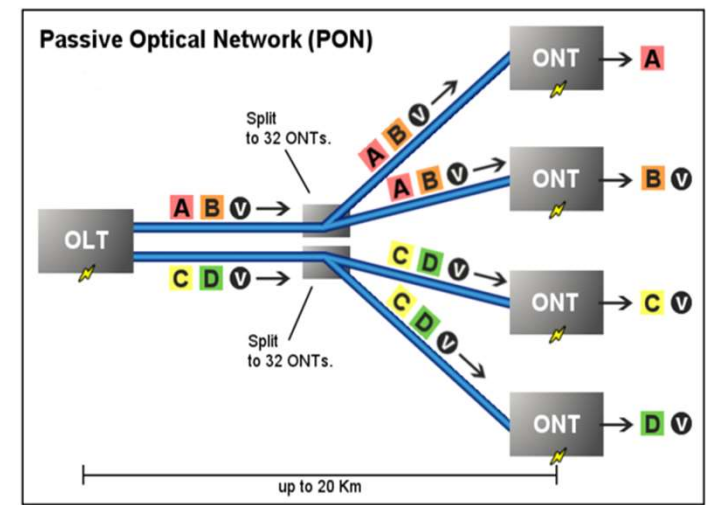 Passive Optical Network (PON)
ONT
A
Split
to 32 ONTs.
A B V
ONT
B V
A B V
A B V
OLT
C D V
C D V
C D V
ONT
C V
Split
to 32 ONTs.
ONT
D V
up to 20 Km